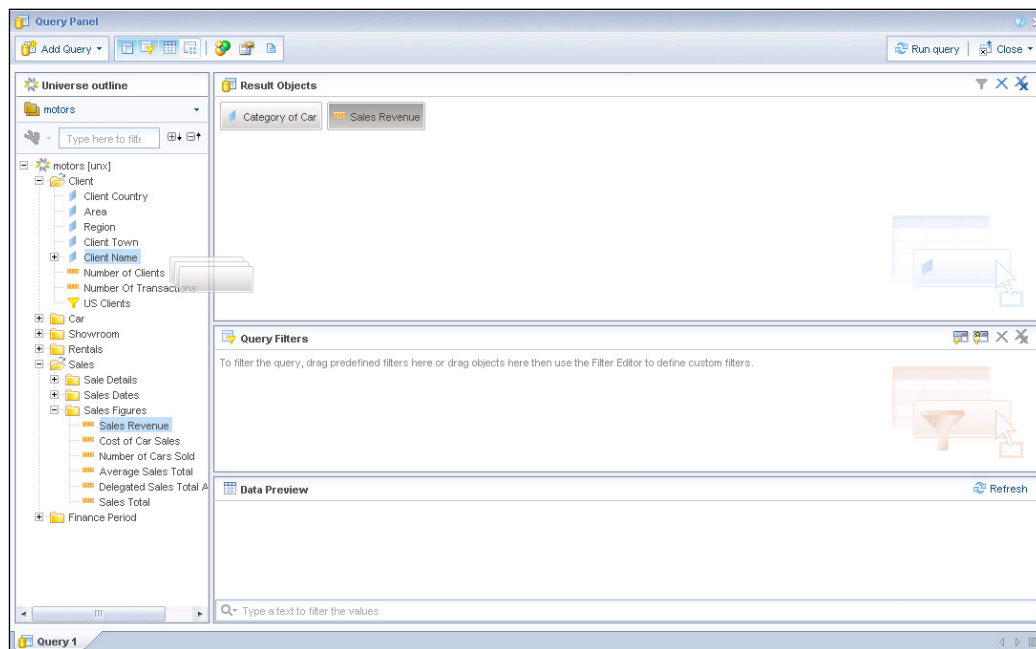 Query Panel
Add Query
Run query
Close
Universe outline
motors
Type here to filte
motors [unx]
Client
Client Country
Area
Region
Client Town
Client Name
Number of Clients
Number Of Transactions
US Clients
Car
Showroom
Rentals
Sales
Sale Details
Sales Dates
Sales Figures
Sales Revenue
Cost of Car Sales
Number of Cars Sold
Average Sales Total
Delegated Sales Total A
Sales Total
Finance Period
Result Objects
Category of Car
Sales Revenue
Query Filters
To filter the query, drag predefined filters here or drag objects here then use the Filter Editor to define custom filters.
Data Preview
Refresh
Type a text to filter the values
Query 1